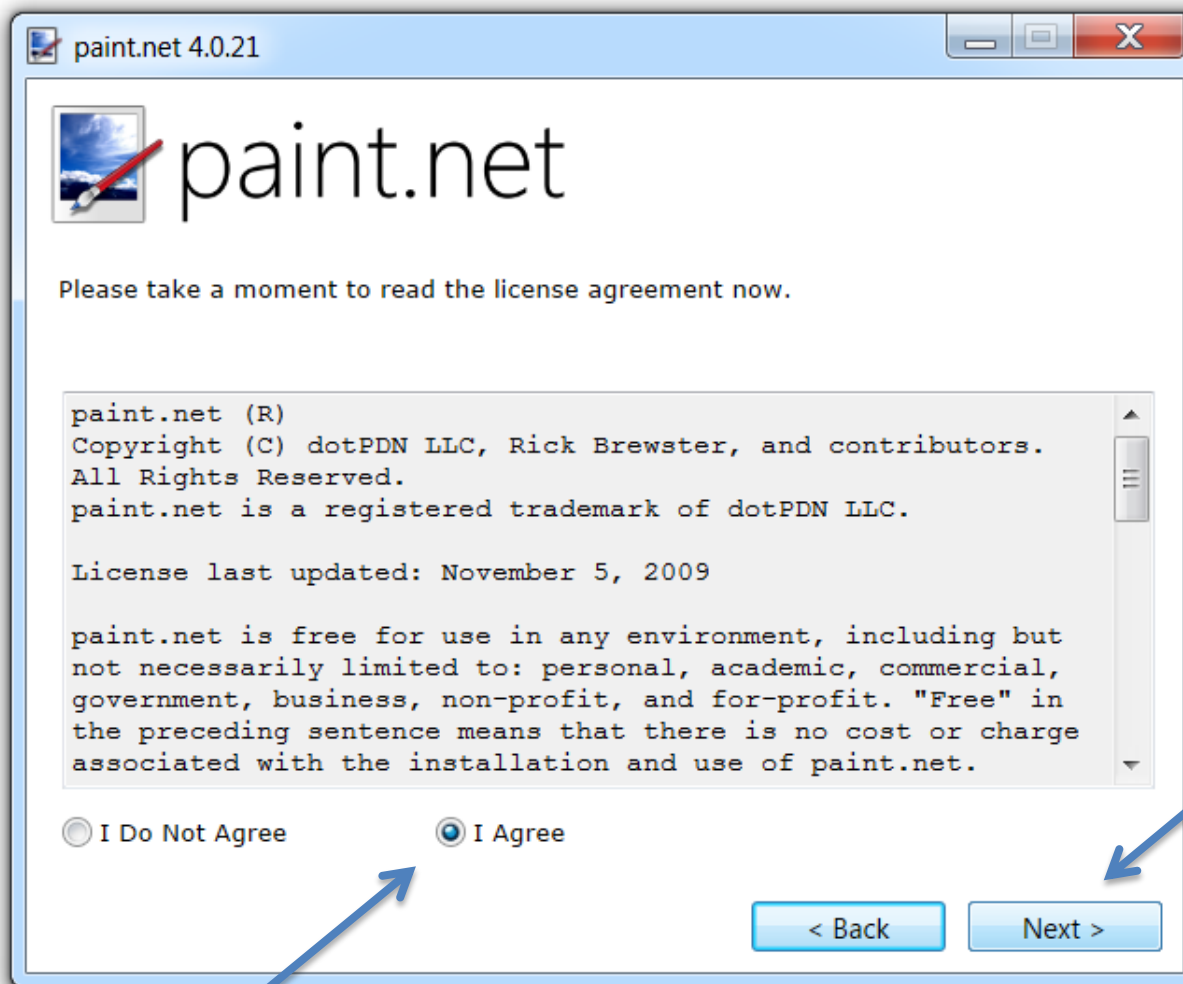 paint.net 4.0.21
paint.net
Please take a moment to read the license agreement now.
paint.net (R)
Copyright (C) dotPDN LLC, Rick Brewster, and contributors.
All Rights Reserved.
paint.net is a registered trademark of dotPDN LLC.
License last updated: November 5, 2009
paint.net is free for use in any environment, including but
not necessarily limited to: personal, academic, commercial,
government, business, non-profit, and for-profit. "Free" in
the preceding sentence means that there is no cost or charge
associated with the installation and use of paint.net.
I Do Not Agree I Agree
< Back Next >